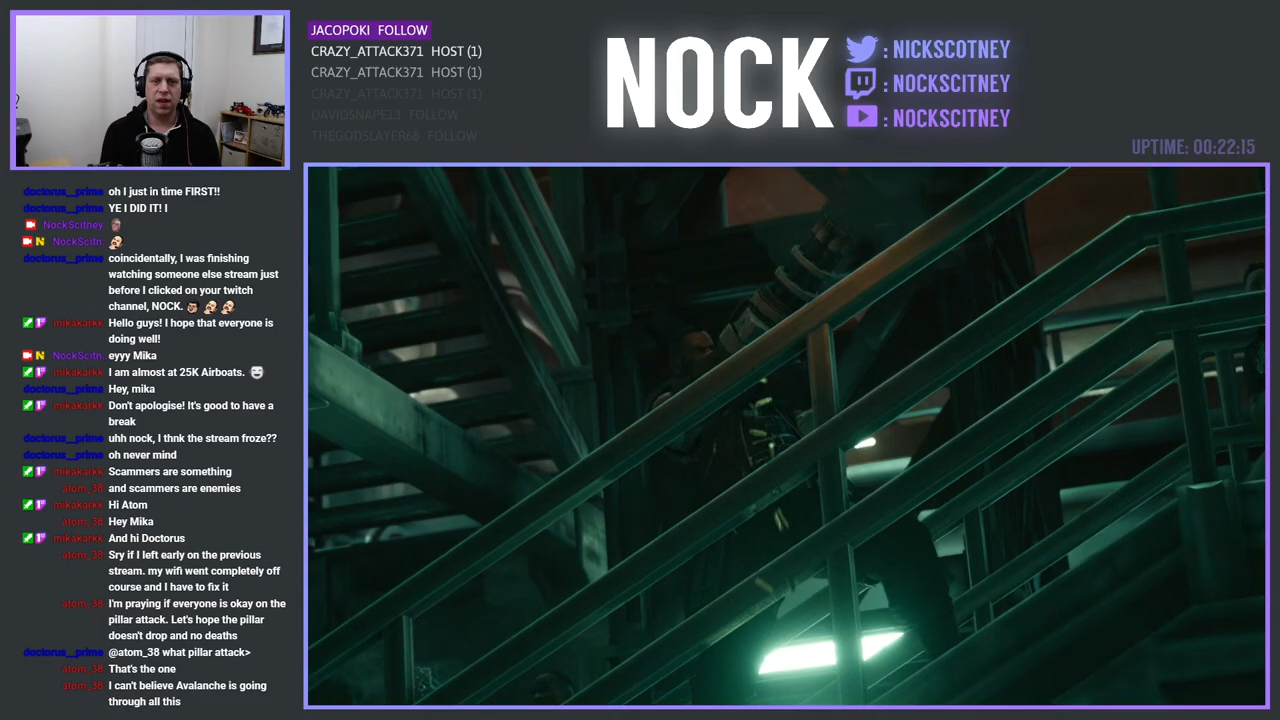 JACOPOKI FOLLOW
CRAZY_ATTACK371 HOST (1)
CRAZY_ATTACK371 HOST (1)
CRAZY_ATTACK371 HOST (1)
DAVIDSNAPE13 FOLLOW
THEGODSLAYER68 FOLLOW
NOCK
: NICKSCOTNEY
: NOCKSCITNEY
: NOCKSCITNEY
UPTIME: 00:22:15
doctorus__prime oh I just in time FIRST!!
doctorus__prime YE I DID IT! I
NockScitney
N NockScitn.
doctorus__prime coincidentally, I was finishing
watching someone else stream just
before I clicked on your twitch
channel, NOCK.
mikakarkk Hello guys! I hope that everyone is
doing well!
N NockScitn. eyyy Mika
mikakarkk I am almost at 25K Airboats.
doctorus__prime Hey, mika
mikakarkk Don't apologise! It's good to have a
break
doctorus__prime uhh nock, I thnk the stream froze??
doctorus__prime oh never mind
mikakarkk Scammers are something
atom_38 and scammers are enemies
mikakarkk Hi Atom
atom_38 Hey Mika
mikakarkk And hi Doctorus
atom_38 Sry if I left early on the previous
stream. my wifi went completely off
course and I have to fix it
atom_38 I'm praying if everyone is okay on the
pillar attack. Let's hope the pillar
doesn't drop and no deaths
doctorus__prime @atom_38 what pillar attack>
atom_38 That's the one
atom_38 I can't believe Avalanche is going
through all this